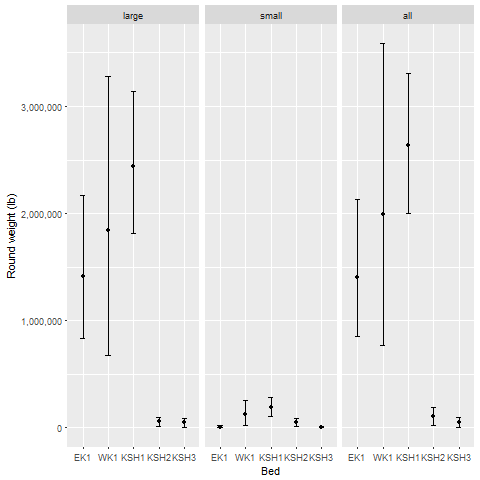 large small all
Round weight (lb)
3,000,000
2,000,000
1,000,000
0
EK1 WK1 KSH1 KSH2 KSH3 EK1 WK1 KSH1 KSH2 KSH3 EK1 WK1 KSH1 KSH2 KSH3
Bed